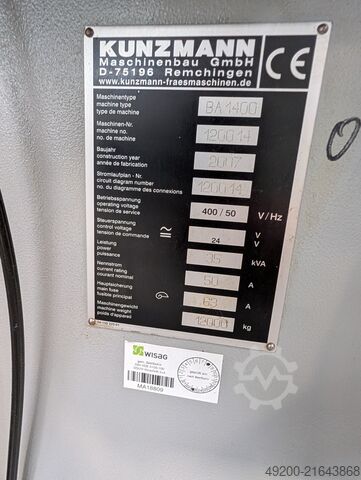 KUNZMANN
Maschinenbau GmbH
D-75196 Remchingen
www.kunzmann-fraesmaschinen.de
CE
Maschinentype
machine type
type de machine
BA 1400
Maschinen-Nr.
machine no.
no. de machine
120014
Baujahr
construction year
année de fabrication
2007
Stromlaufplan - Nr.
circuit diagram number
no. du diagramme des connexions
120014
Betriebsspannung
operating voltage
tension de service
400 / 50 V / Hz
Steuerspannung
control voltage
tension de commande
24 V
V
Leistung
power
puissance
35 kVA
Nennstrom
current rating
courant nominal
50 A
Hauptsicherung
main fuse
fusible principal
63 A
Maschinengewicht
machine weight
poids d'appareil
kg
wisag
MA18809
49200-21643868